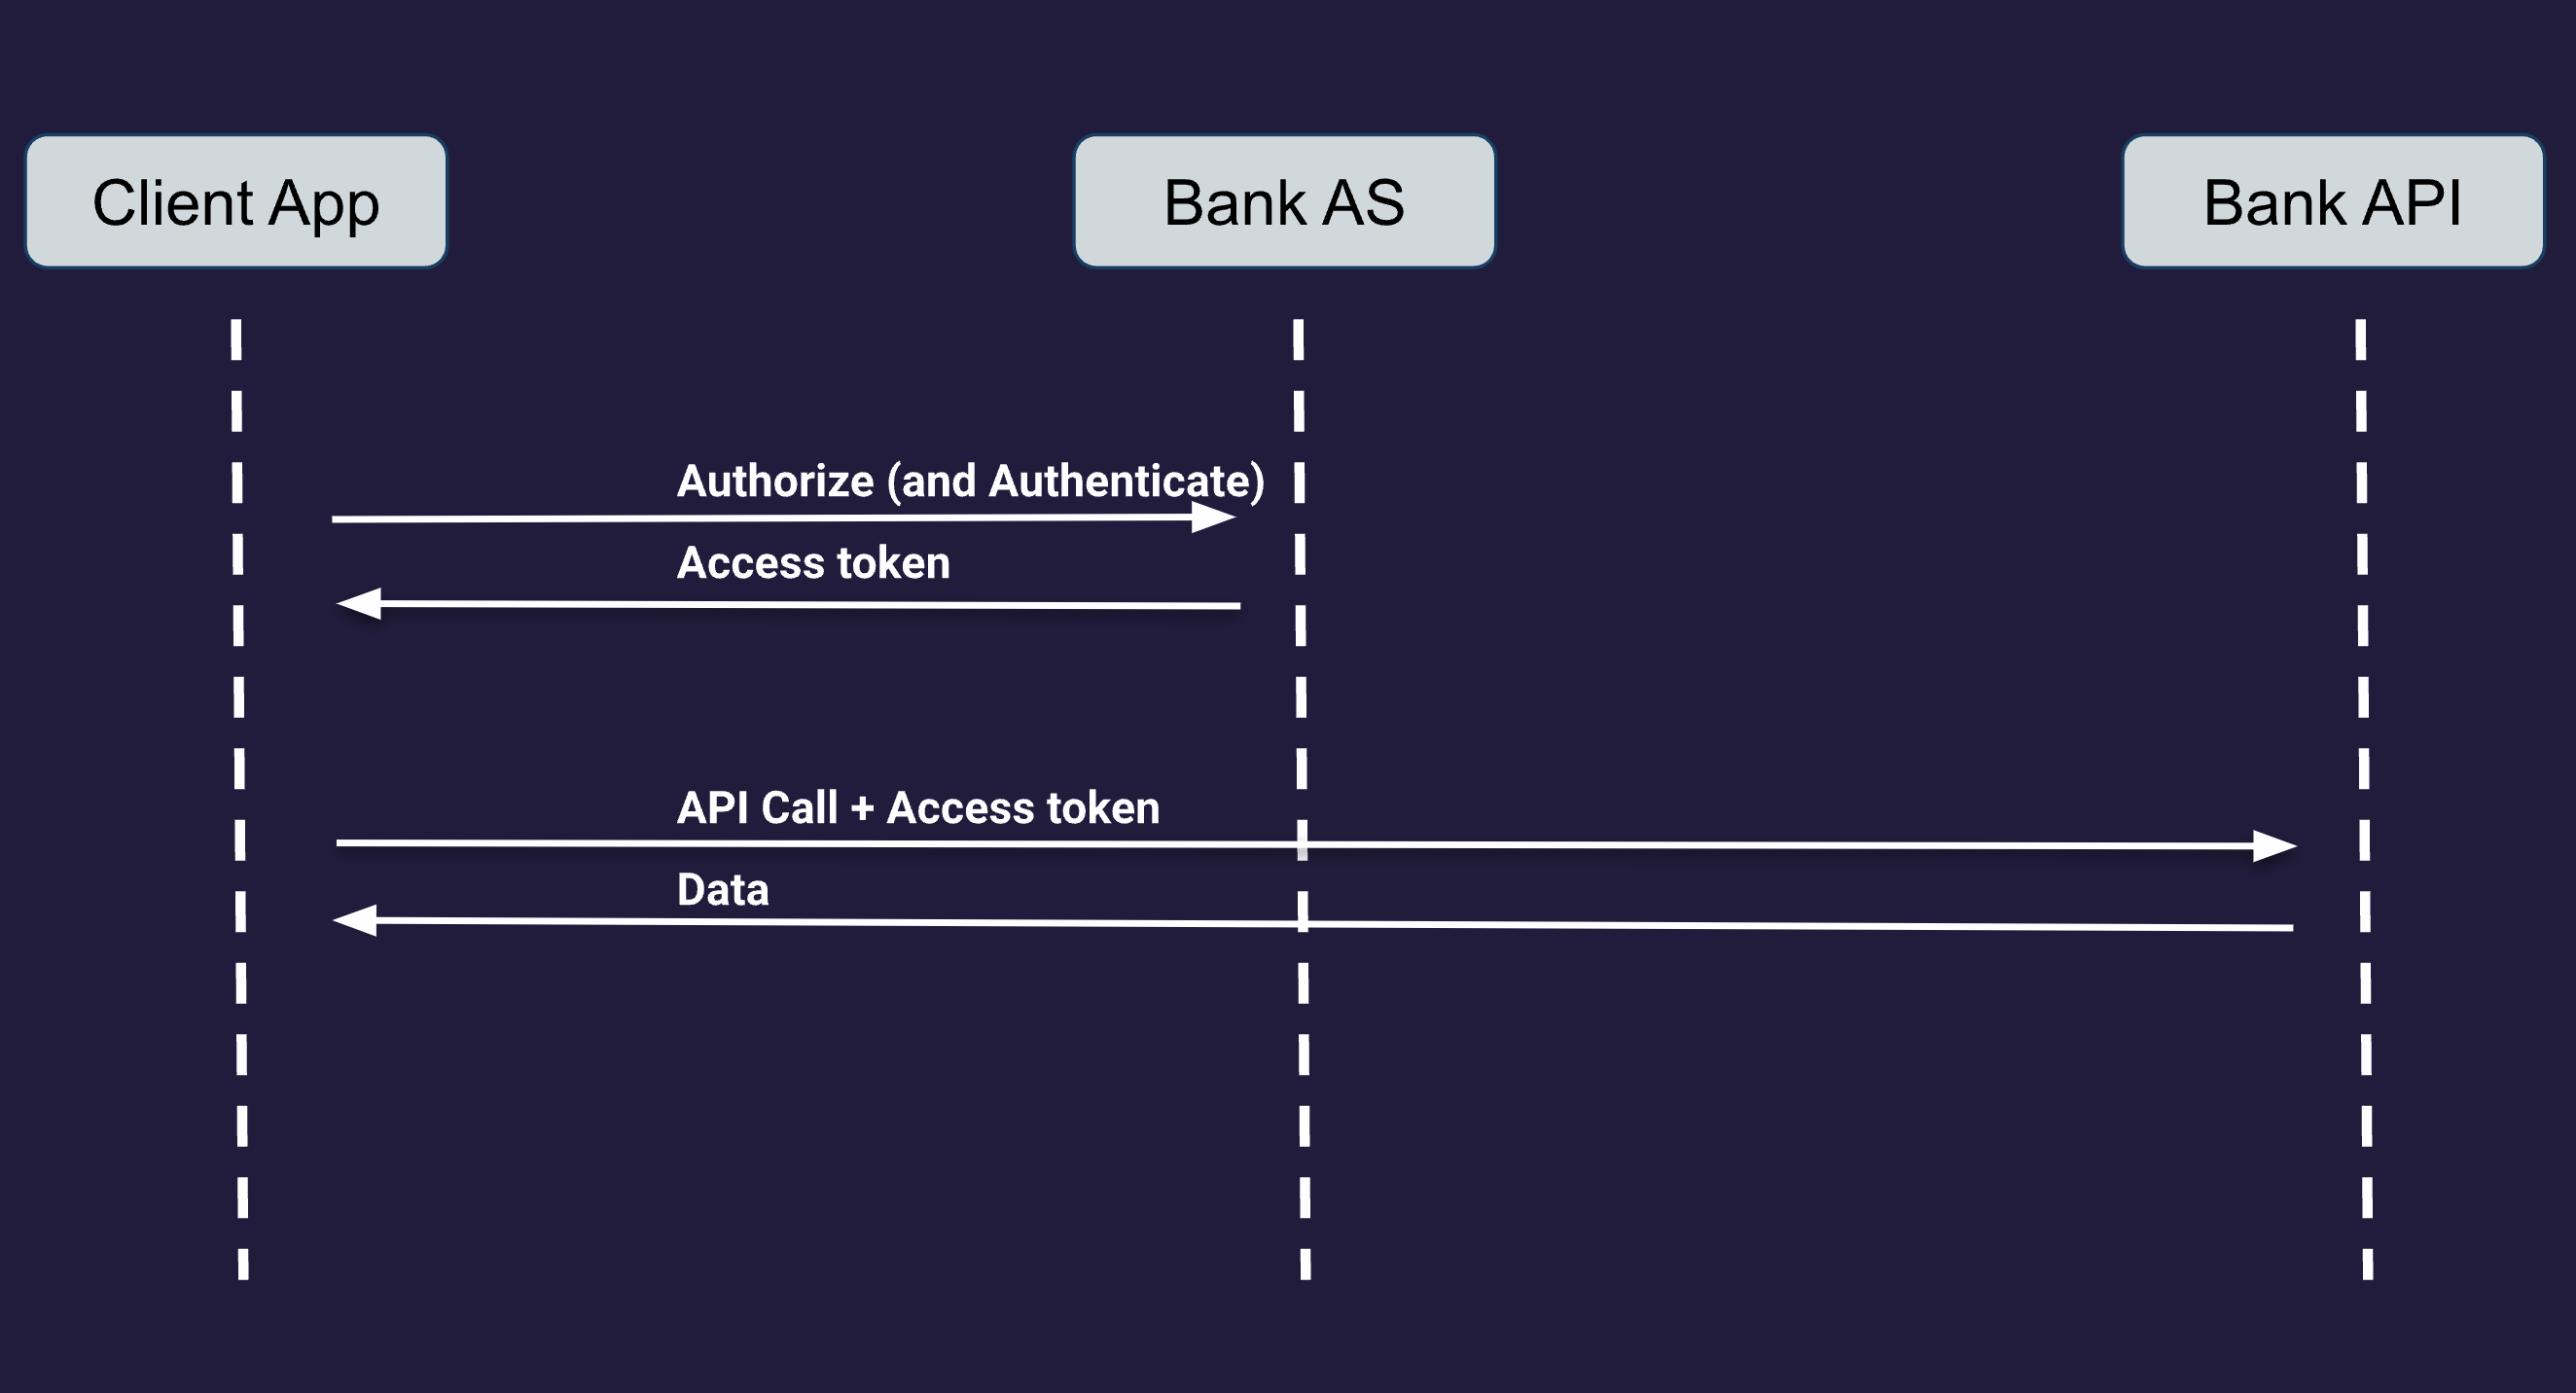 Client App
Bank AS
Bank API
Authorize (and Authenticate)
Access token
API Call + Access token
Data